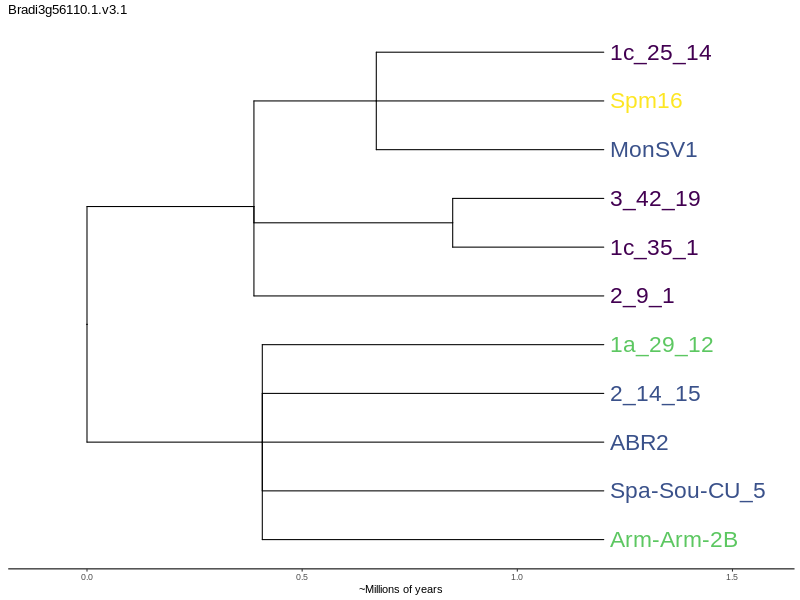 Bradi3g56110.1.v3.1
1c_25_14
Spm16
MonSV1
3_42_19
1c_35_1
2_9_1
1a_29_12
2_14_15
ABR2
Spa-Sou-CU_5
Arm-Arm-2B
0.0 0.5 1.0 1.5
~Millions of years